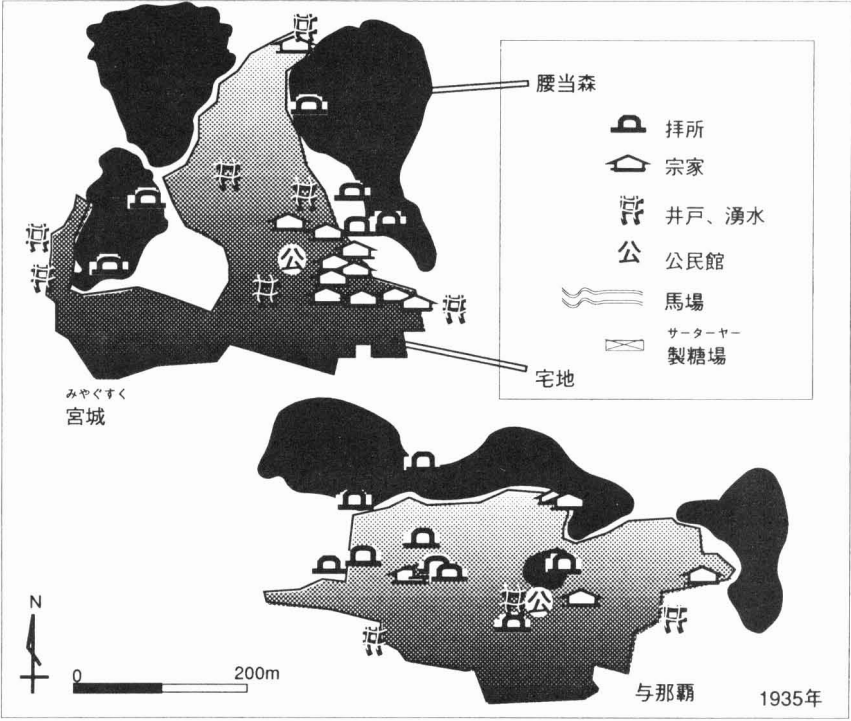 腰当森
拝所
宗家
井戸、湧水
公
公民館
馬場
サーターヤー
製糖場
公
宅地
みやぐすく
宮城
公
N
0
200m
与那覇
1935年